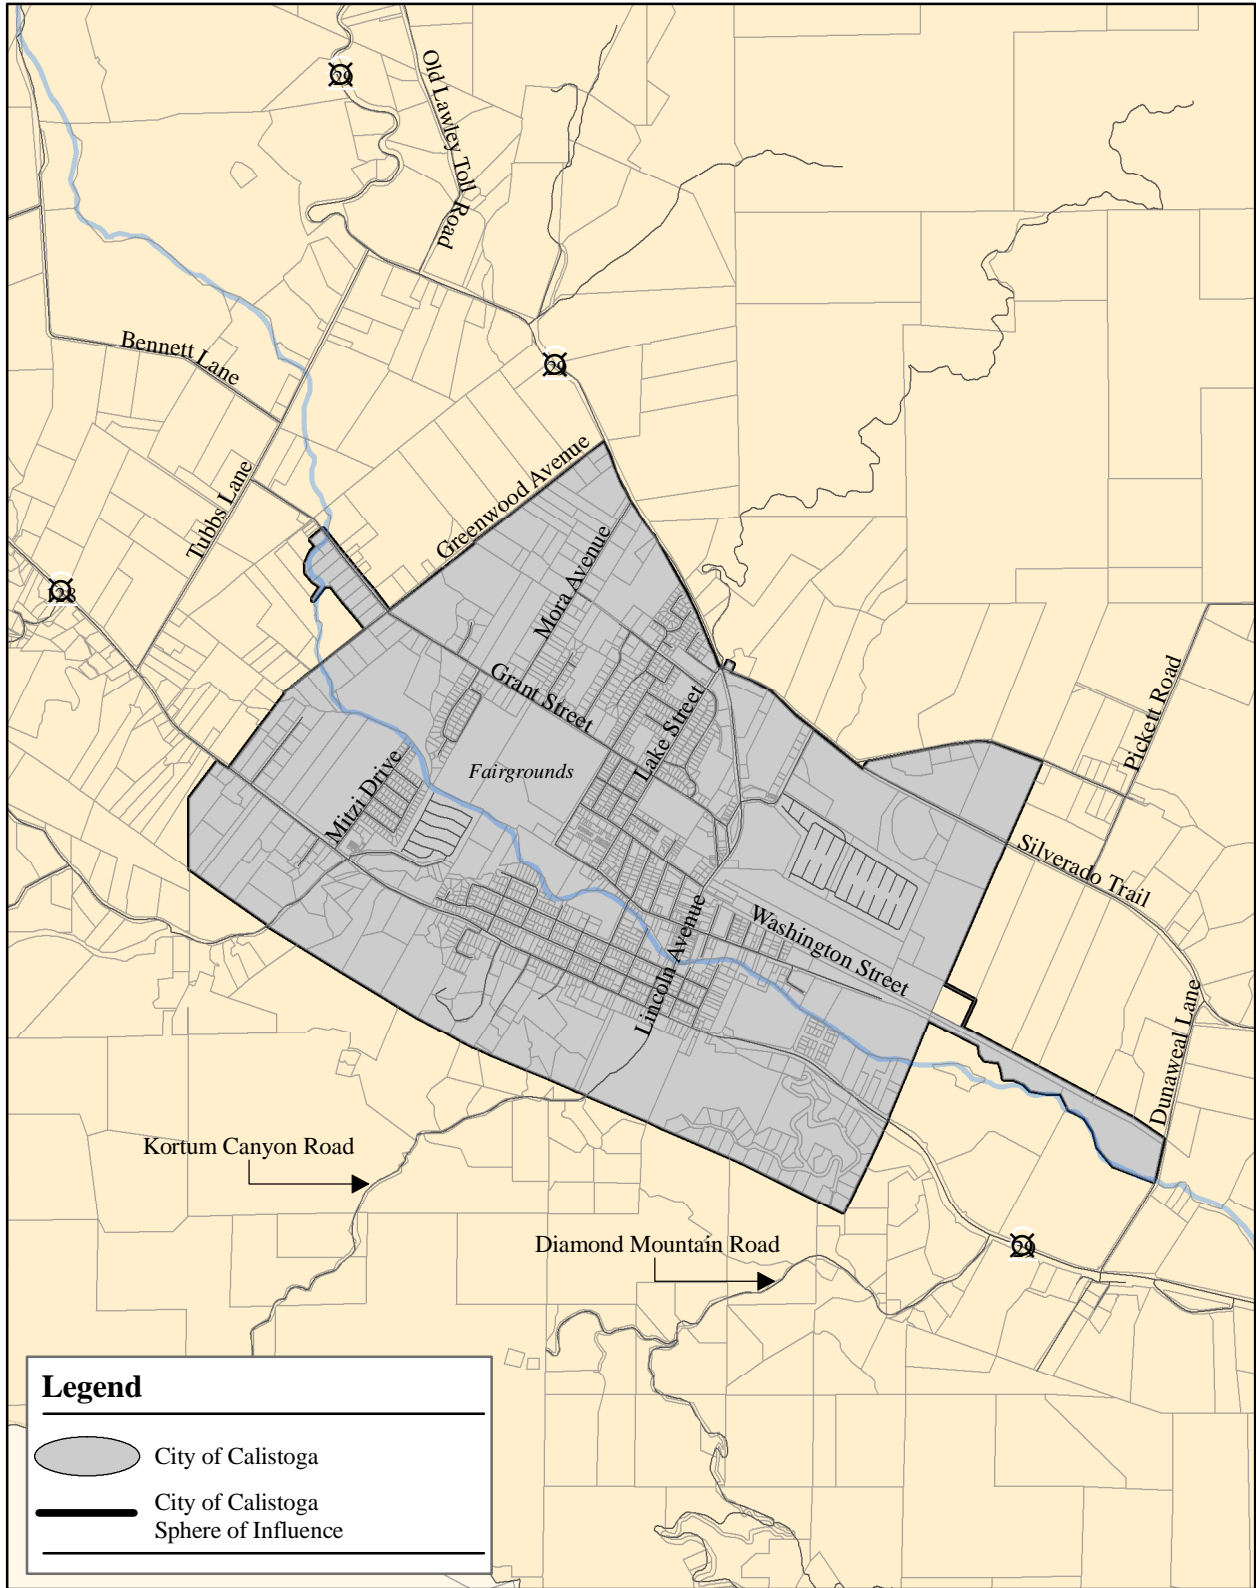 29
Old Lawley Toll Road
Bennett Lane
29
Tubbs Lane
Greenwood Avenue
128
Mora Avenue
Grant Street
Lake Street
Pickett Road
Mitzi Drive
Fairgrounds
Silverado Trail
Lincoln Avenue
Washington Street
Dunaweal Lane
Kortum Canyon Road
Diamond Mountain Road
29
Legend
City of Calistoga
City of Calistoga
Sphere of Influence